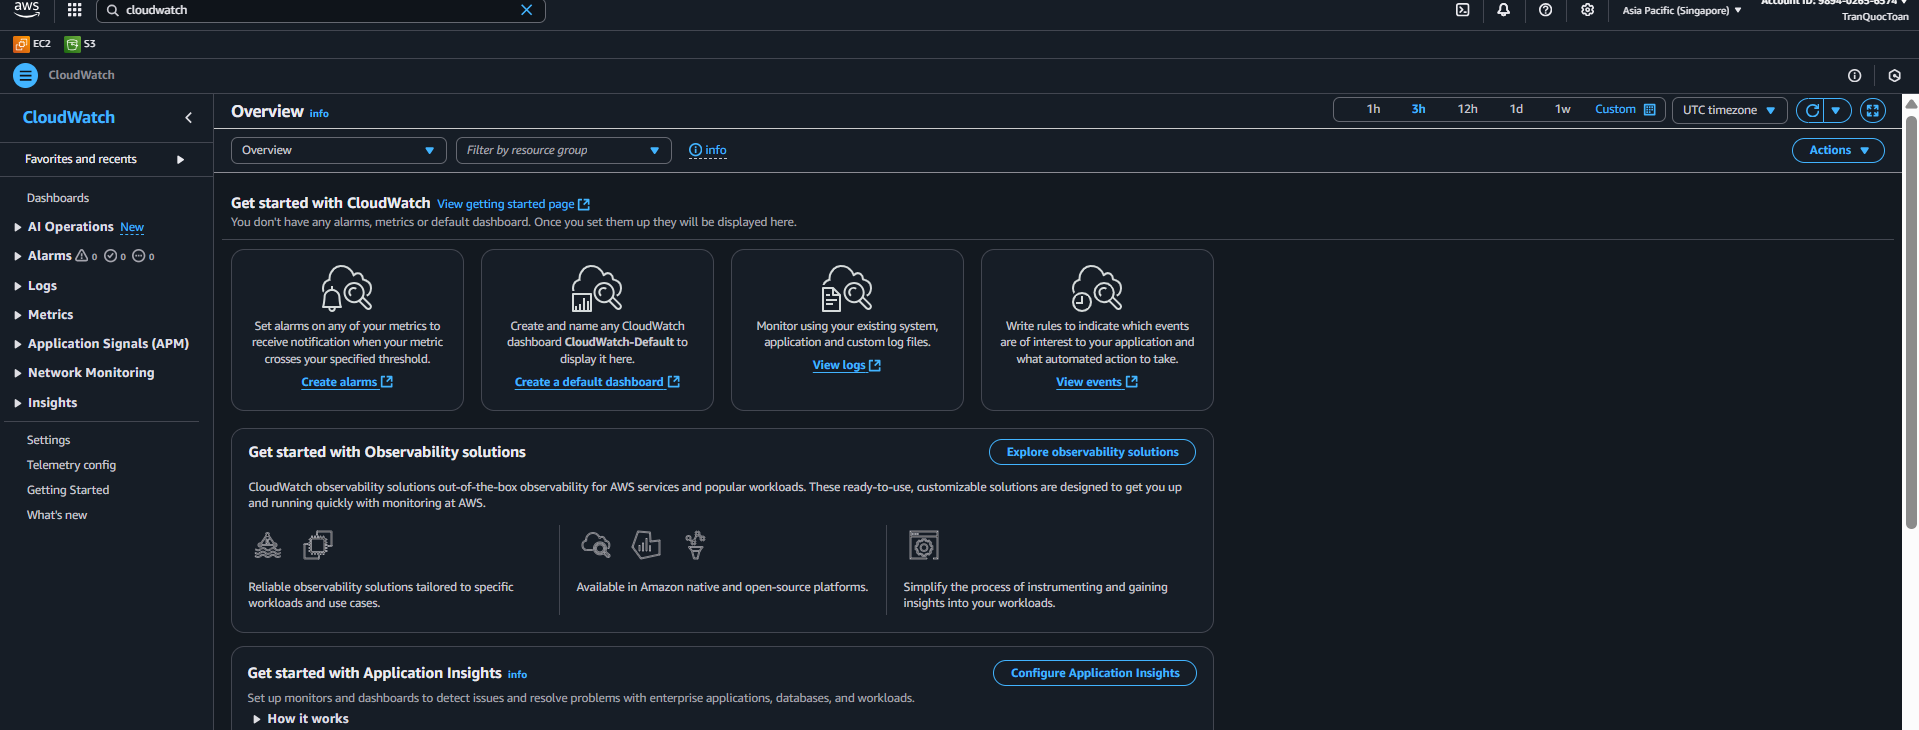 aws
cloudwatch
Asia Pacific (Singapore)
TranQuocToan
EC2
S3
CloudWatch
CloudWatch
Favorites and recents
Dashboards
AI Operations New
Alarms 0 0 0
Logs
Metrics
Application Signals (APM)
Network Monitoring
Insights
Settings
Telemetry config
Getting Started
What's new
Overview info
1h 3h 12h 1d 1w Custom
UTC timezone
Overview
Filter by resource group
info
Actions
Get started with CloudWatch View getting started page
You don't have any alarms, metrics or default dashboard. Once you set them up they will be displayed here.
Set alarms on any of your metrics to
receive notification when your metric
crosses your specified threshold.
Create alarms
Create and name any CloudWatch
dashboard CloudWatch-Default to
display it here.
Create a default dashboard
Monitor using your existing system,
application and custom log files.
View logs
Write rules to indicate which events
are of interest to your application and
what automated action to take.
View events
Get started with Observability solutions
Explore observability solutions
CloudWatch observability solutions out-of-the-box observability for AWS services and popular workloads. These ready-to-use, customizable solutions are designed to get you up
and running quickly with monitoring at AWS.
Reliable observability solutions tailored to specific
workloads and use cases.
Available in Amazon native and open-source platforms.
Simplify the process of instrumenting and gaining
insights into your workloads.
Get started with Application Insights info
Configure Application Insights
Set up monitors and dashboards to detect issues and resolve problems with enterprise applications, databases, and workloads.
How it works